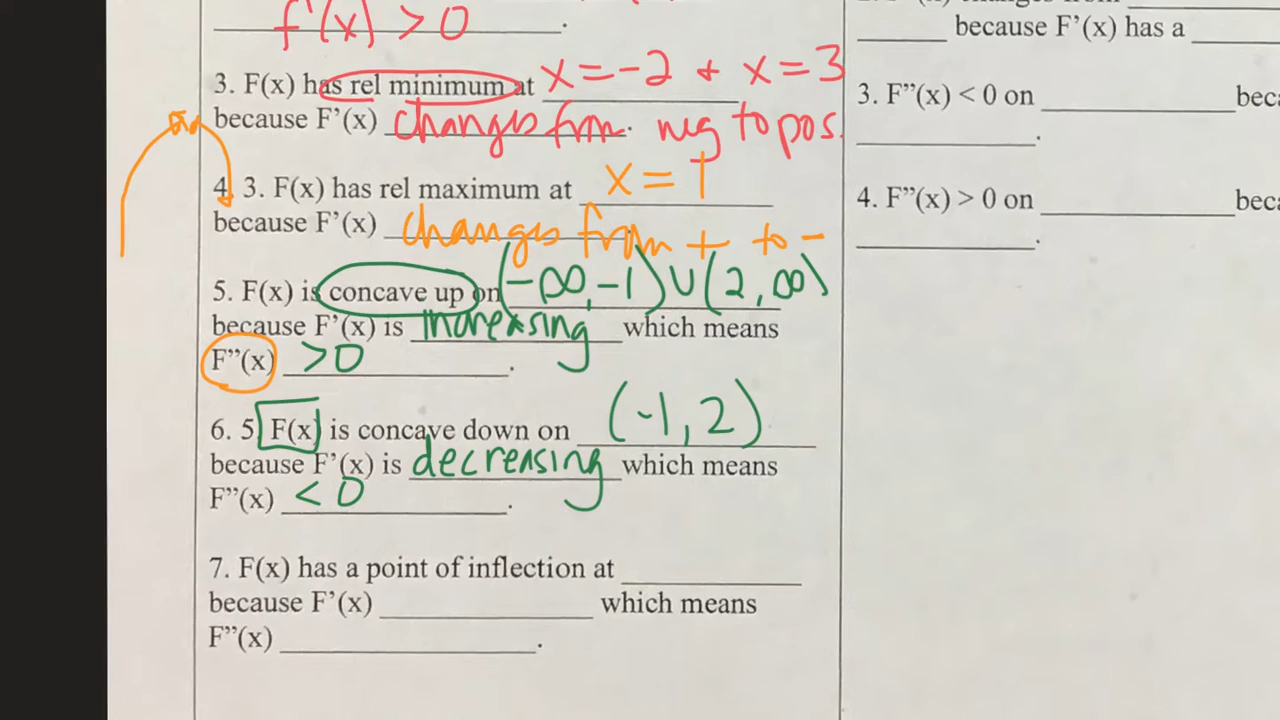 f'(x) > 0 .
3. F(x) has rel minimum at x = -2 + x = 3
because F'(x) changes from . neg to pos.
4. 3. F(x) has rel maximum at x = 1
because F'(x) changes from + to -
5. F(x) is concave up on (-∞, -1) ∪ (2, ∞)
because F'(x) is increasing which means
F”(x) > 0 .
6. 5. F(x) is concave down on (-1, 2)
because F'(x) is decreasing which means
F”(x) < 0 .
7. F(x) has a point of inflection at
because F'(x) which means
F”(x) .
because F'(x) has a
3. F”(x) < 0 on
.
4. F”(x) > 0 on
.